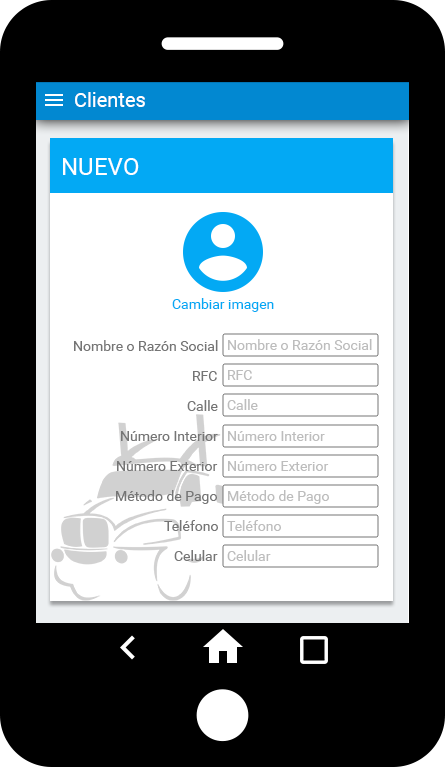 Clientes
NUEVO
Cambiar imagen
Nombre o Razón Social Nombre o Razón Social
RFC RFC
Calle Calle
Número Interior Número Interior
Número Exterior Número Exterior
Método de Pago Método de Pago
Teléfono Teléfono
Celular Celular